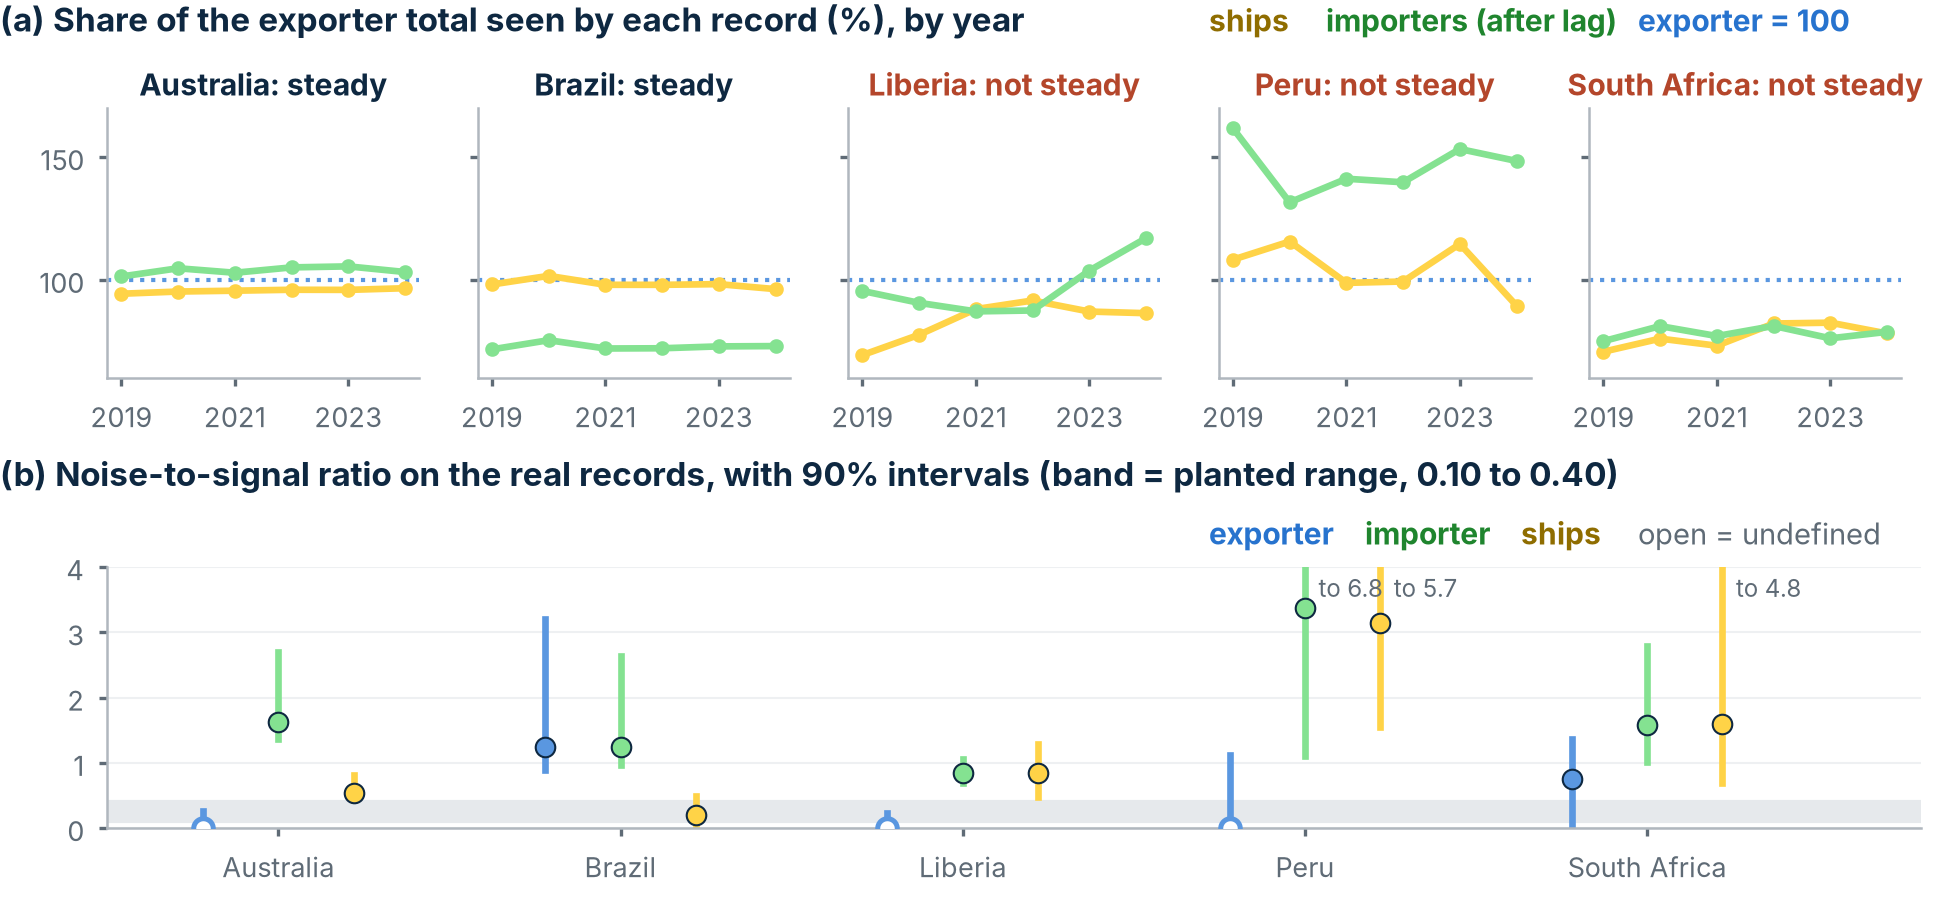 (a) Share of the exporter total seen by each record (%), by year
ships importers (after lag) exporter = 100
Australia: steady
Brazil: steady
Liberia: not steady
Peru: not steady
South Africa: not steady
150
100
2019 2021 2023
2019 2021 2023
2019 2021 2023
2019 2021 2023
2019 2021 2023
(b) Noise-to-signal ratio on the real records, with 90% intervals (band = planted range, 0.10 to 0.40)
exporter importer ships open = undefined
4
to 6.8 to 5.7 to 4.8
3
2
1
0
Australia Brazil Liberia Peru South Africa